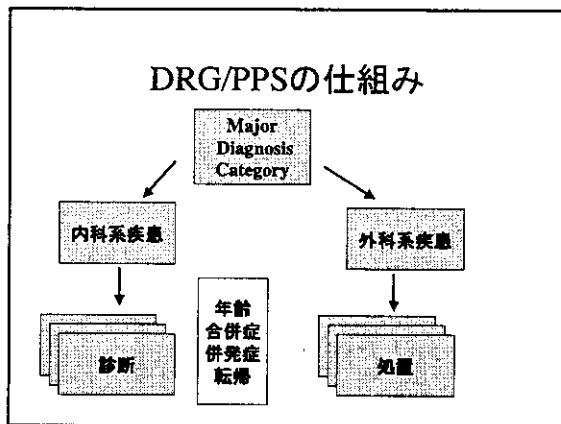 DRG/PPSの仕組み
Major
Diagnosis
Category
内科系疾患
外科系疾患
年齢
合併症
併発症
転帰
診断
処置